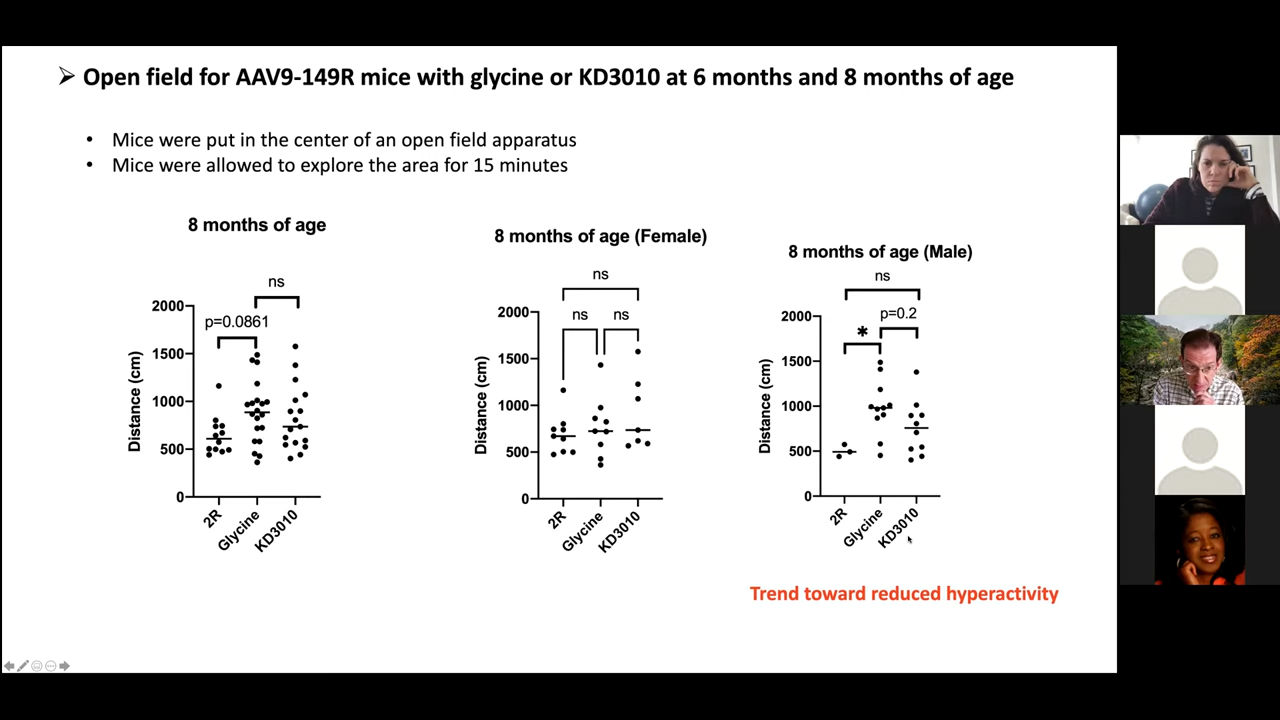 ➢ Open field for AAV9-149R mice with glycine or KD3010 at 6 months and 8 months of age
• Mice were put in the center of an open field apparatus
• Mice were allowed to explore the area for 15 minutes
8 months of age
ns
p=0.0861
2000
1500
1000
500
0
Distance (cm)
2R
Glycine
KD3010
8 months of age (Female)
ns
ns
ns
2000
1500
1000
500
0
Distance (cm)
2R
Glycine
KD3010
8 months of age (Male)
ns
p=0.2
*
2000
1500
1000
500
0
Distance (cm)
2R
Glycine
KD3010
Trend toward reduced hyperactivity